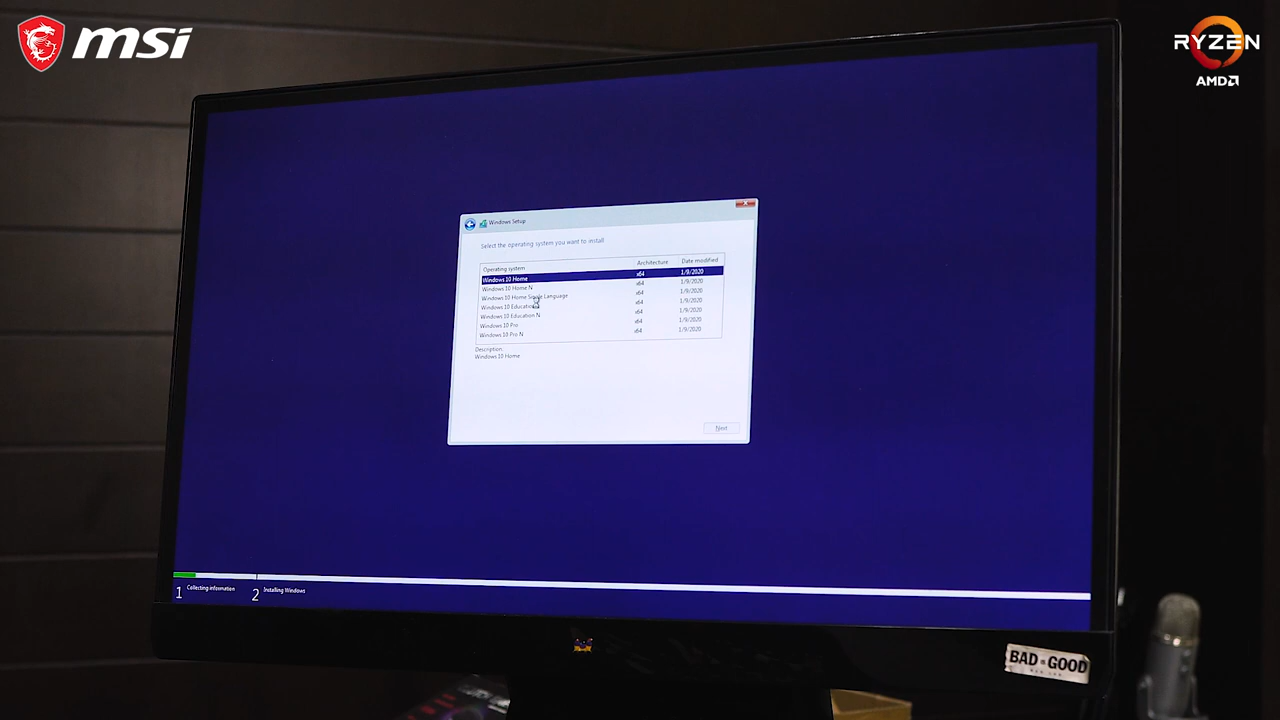 msi
RYZEN
AMD
Windows Setup
Select the operating system you want to install
Operating system Architecture Date modified
Windows 10 Home x64 1/9/2020
Windows 10 Home N x64 1/9/2020
Windows 10 Home Single Language x64 1/9/2020
Windows 10 Education x64 1/9/2020
Windows 10 Education N x64 1/9/2020
Windows 10 Pro x64 1/9/2020
Windows 10 Pro N x64 1/9/2020
Description:
Windows 10 Home
Next
1 Collecting information 2 Installing Windows
BAD = GOOD